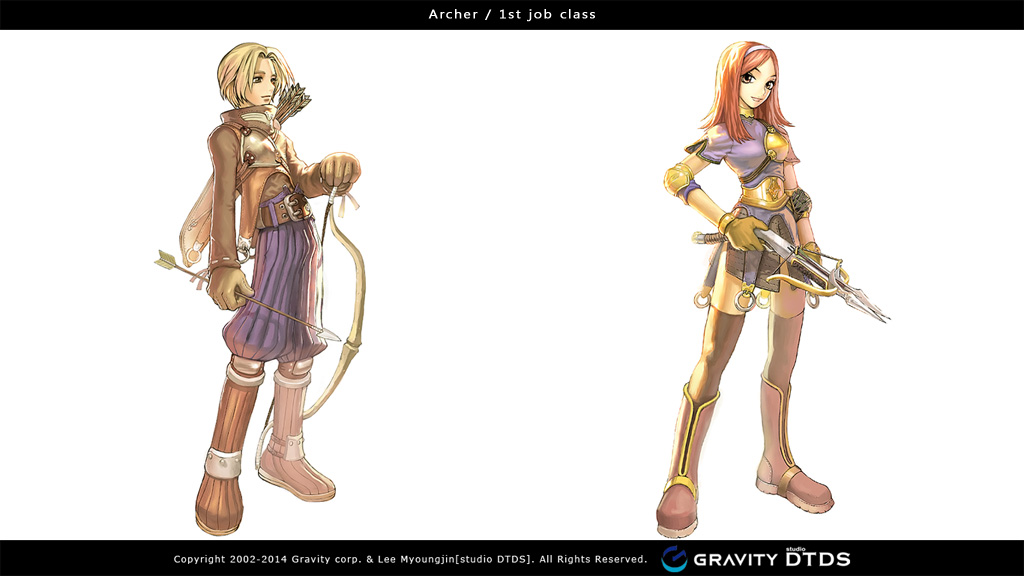 Archer / 1st job class
Copyright 2002-2014 Gravity corp. & Lee Myoungjin[studio DTDS]. All Rights Reserved.
GRAVITY studio DTDS